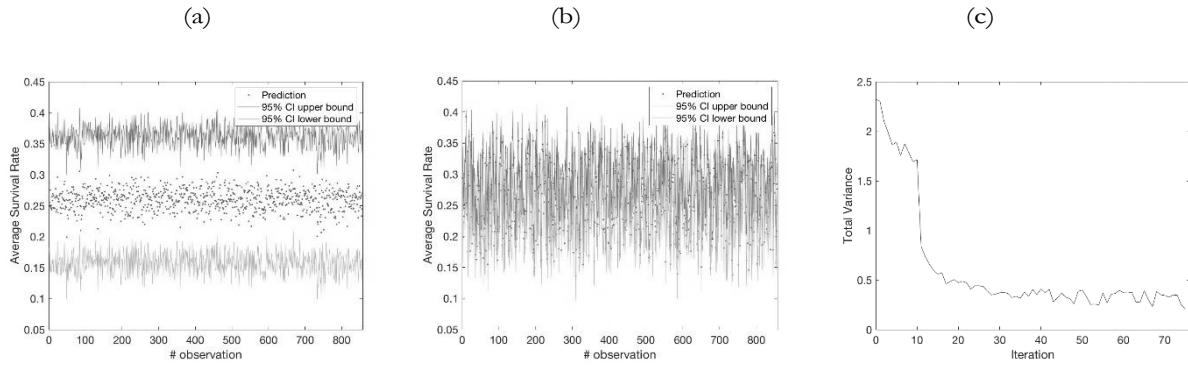 (a)
(b)
(c)
0.45
0.4
0.35
0.3
0.25
0.2
0.15
0.1
0.05
Average Survival Rate
Prediction
95% CI upper bound
95% CI lower bound
0 100 200 300 400 500 600 700 800
# observation
0.45
0.4
0.35
0.3
0.25
0.2
0.15
0.1
0.05
Average Survival Rate
Prediction
95% CI upper bound
95% CI lower bound
0 100 200 300 400 500 600 700 800
# observation
2.5
2
1.5
1
0.5
0
Total Variance
0 10 20 30 40 50 60 70
Iteration